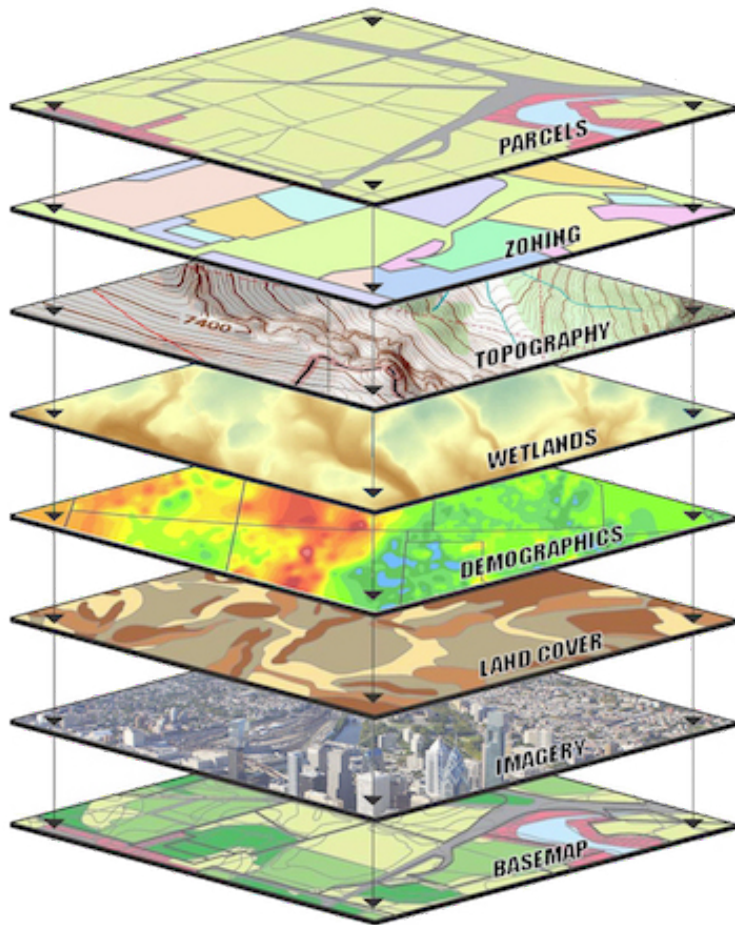 PARCELS
ZONING
7400
TOPOGRAPHY
WETLANDS
DEMOGRAPHICS
LAND COVER
IMAGERY
BASEMAP